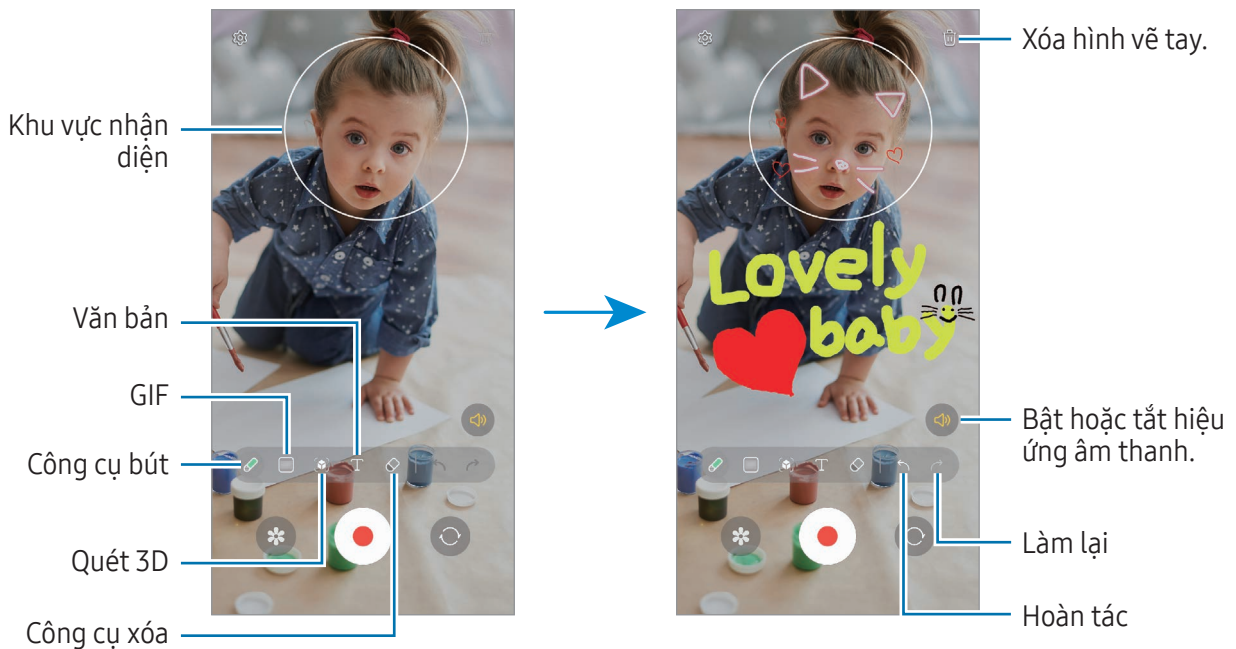 Khu vực nhận
diện
Văn bản
GIF
Công cụ bút
Quét 3D
Công cụ xóa
T
Xóa hình vẽ tay.
Lovely
baby
T
Bật hoặc tắt hiệu
ứng âm thanh.
Làm lại
Hoàn tác